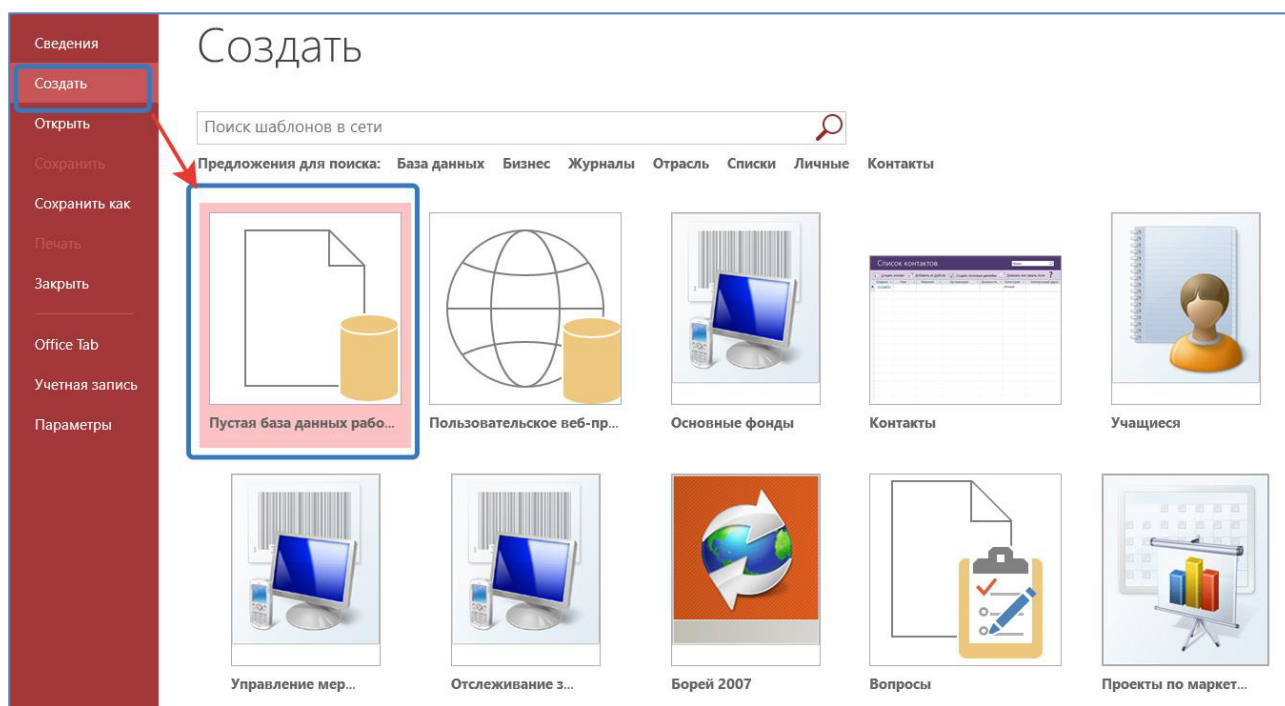 Сведения
Создать
Открыть
Сохранить
Сохранить как
Печать
Закрыть
Office Tab
Учетная запись
Параметры
Создать
Поиск шаблонов в сети
Предложения для поиска: База данных Бизнес Журналы Отрасль Списки Личные Контакты
Список контактов
Пустая база данных рабо... Пользовательское веб-пр... Основные фонды Контакты Учащиеся
Управление мер... Отслеживание з... Борей 2007 Вопросы Проекты по маркет...